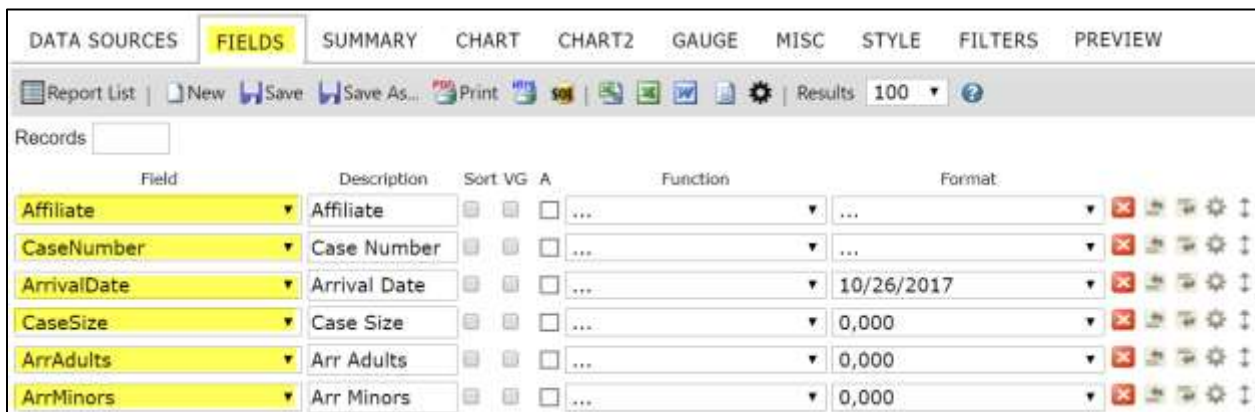 DATA SOURCES FIELDS SUMMARY CHART CHART2 GAUGE MISC STYLE FILTERS PREVIEW
Report List | New Save Save As... Print SQL | | Results 100
Records
Field Description Sort VG A Function Format
Affiliate Affiliate ... ...
CaseNumber Case Number ... ...
ArrivalDate Arrival Date ... 10/26/2017
CaseSize Case Size ... 0,000
ArrAdults Arr Adults ... 0,000
ArrMinors Arr Minors ... 0,000